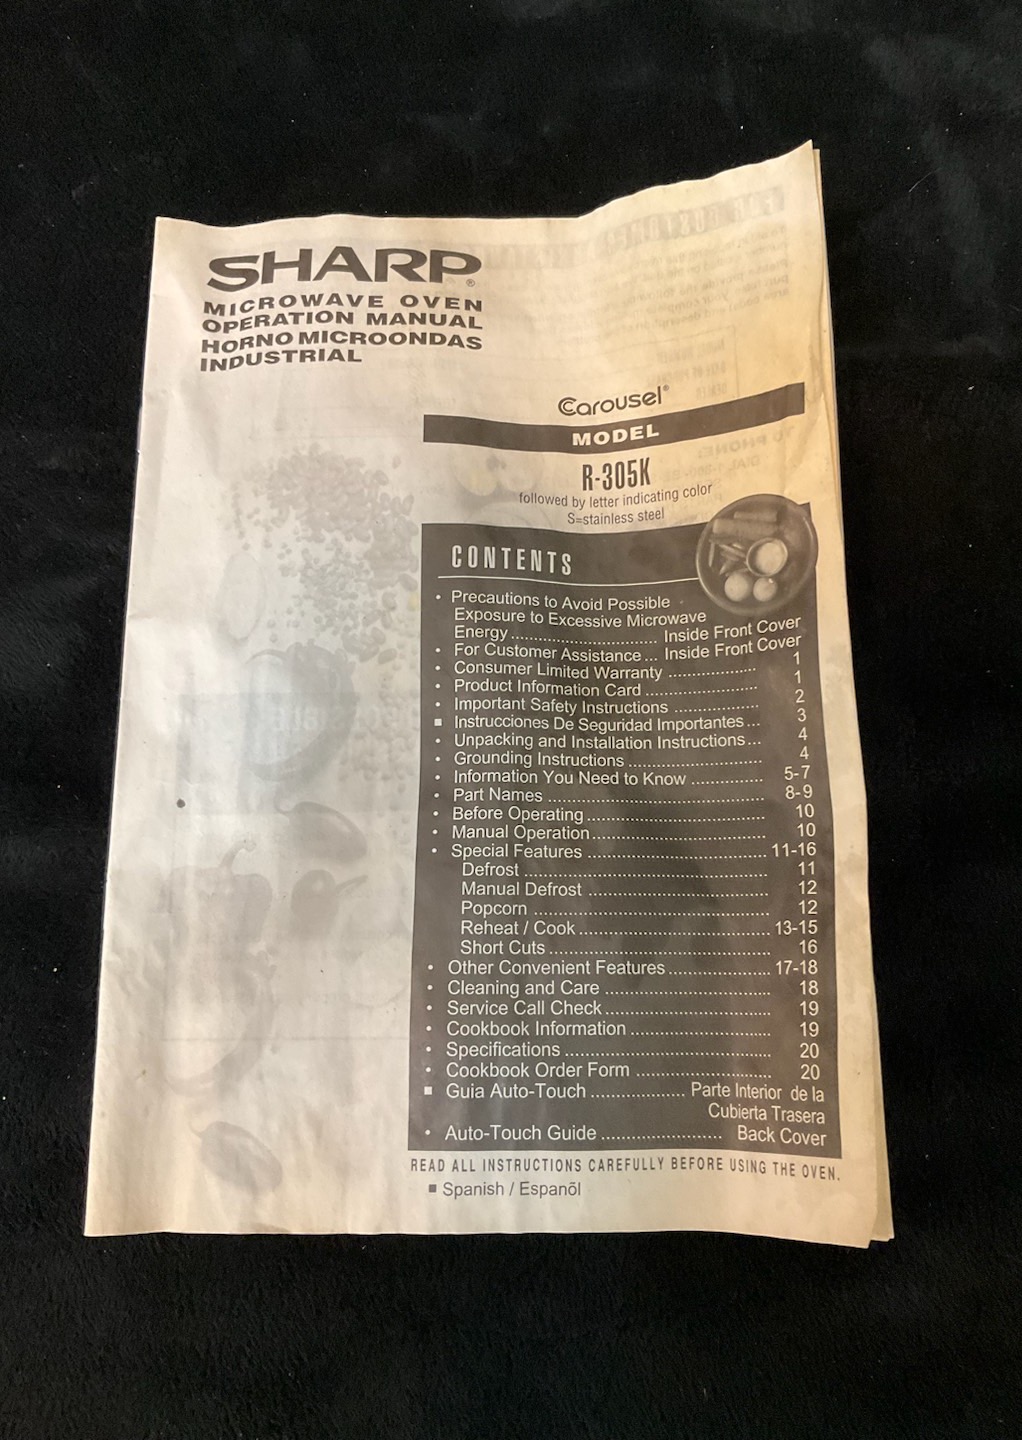 SHARP®
MICROWAVE OVEN
OPERATION MANUAL
HORNO MICROONDAS
INDUSTRIAL
Carousel®
MODEL
R-305K
followed by letter indicating color
S=stainless steel
CONTENTS
• Precautions to Avoid Possible
Exposure to Excessive Microwave
Energy .............................. Inside Front Cover
• For Customer Assistance ... Inside Front Cover
• Consumer Limited Warranty .................. 1
• Product Information Card ....................... 1
• Important Safety Instructions ................. 2
■ Instrucciones De Seguridad Importantes ... 3
• Unpacking and Installation Instructions ... 4
• Grounding Instructions ........................... 4
• Information You Need to Know .............. 5-7
• Part Names ............................................ 8-9
• Before Operating .................................... 10
• Manual Operation ................................... 10
• Special Features .................................... 11-16
Defrost .................................................. 11
Manual Defrost ..................................... 12
Popcorn ................................................ 12
Reheat / Cook ....................................... 13-15
Short Cuts ............................................. 16
• Other Convenient Features ..................... 17-18
• Cleaning and Care .................................. 18
• Service Call Check .................................. 19
• Cookbook Information ............................. 19
• Specifications .......................................... 20
• Cookbook Order Form ............................ 20
■ Guia Auto-Touch ................... Parte Interior de la
Cubierta Trasera
• Auto-Touch Guide ......................... Back Cover
READ ALL INSTRUCTIONS CAREFULLY BEFORE USING THE OVEN.
■ Spanish / Espanõl